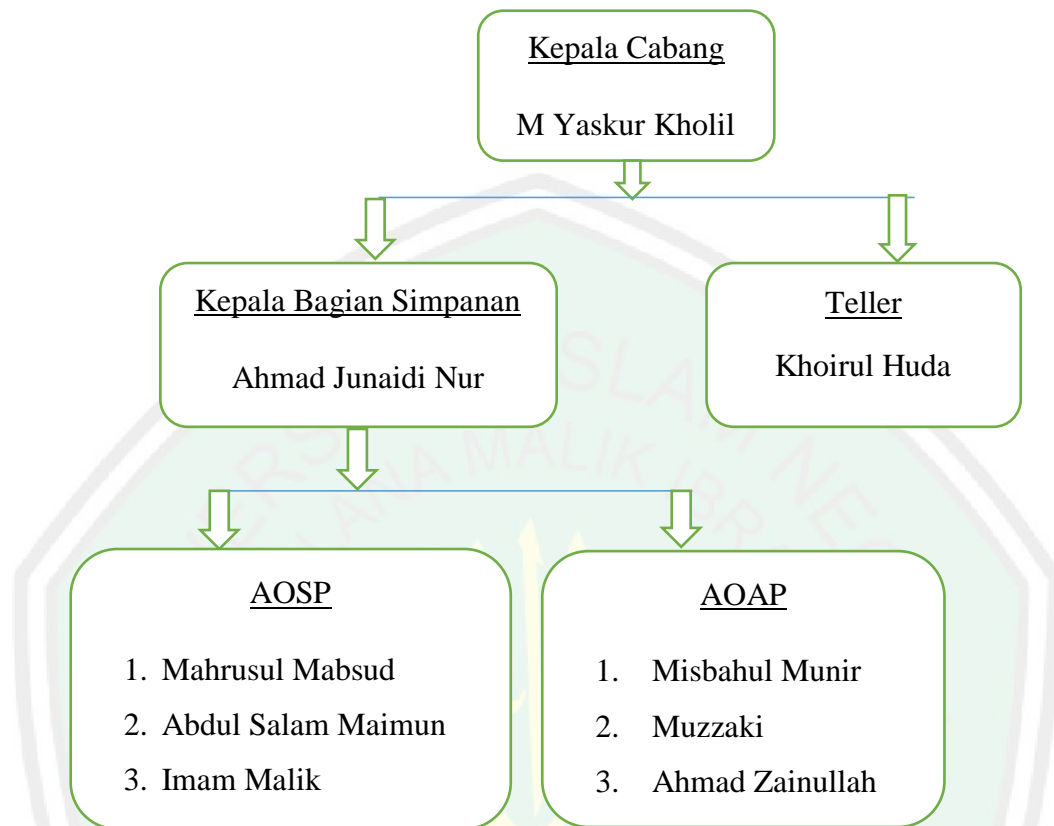 Kepala Cabang
M Yaskur Kholil
Kepala Bagian Simpanan
Ahmad Junaidi Nur
Teller
Khoirul Huda
AOSP
1. Mahrusul Mabsud
2. Abdul Salam Maimun
3. Imam Malik
AOAP
1. Misbahul Munir
2. Muzzaki
3. Ahmad Zainullah